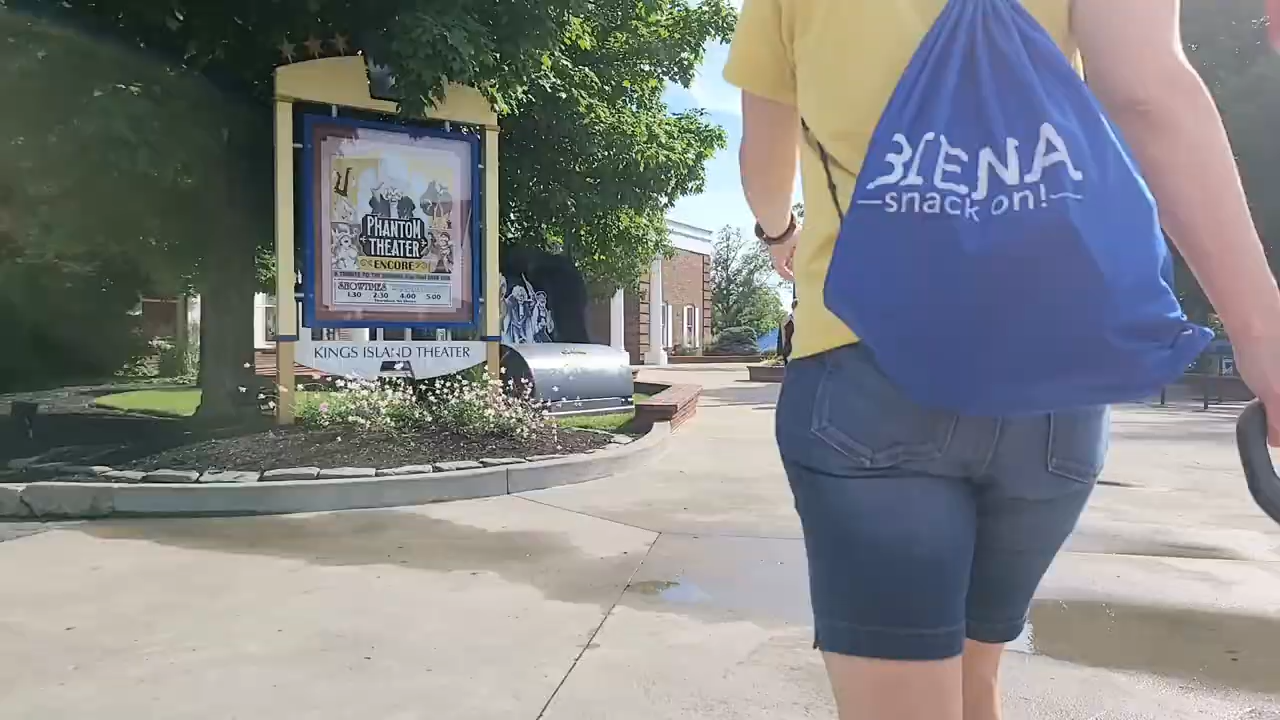 PHANTOM
THEATER
ENCORE
SHOWTIMES
1:30 2:30 4:00 5:00
KINGS ISLAND THEATER
BIENA
snack on!